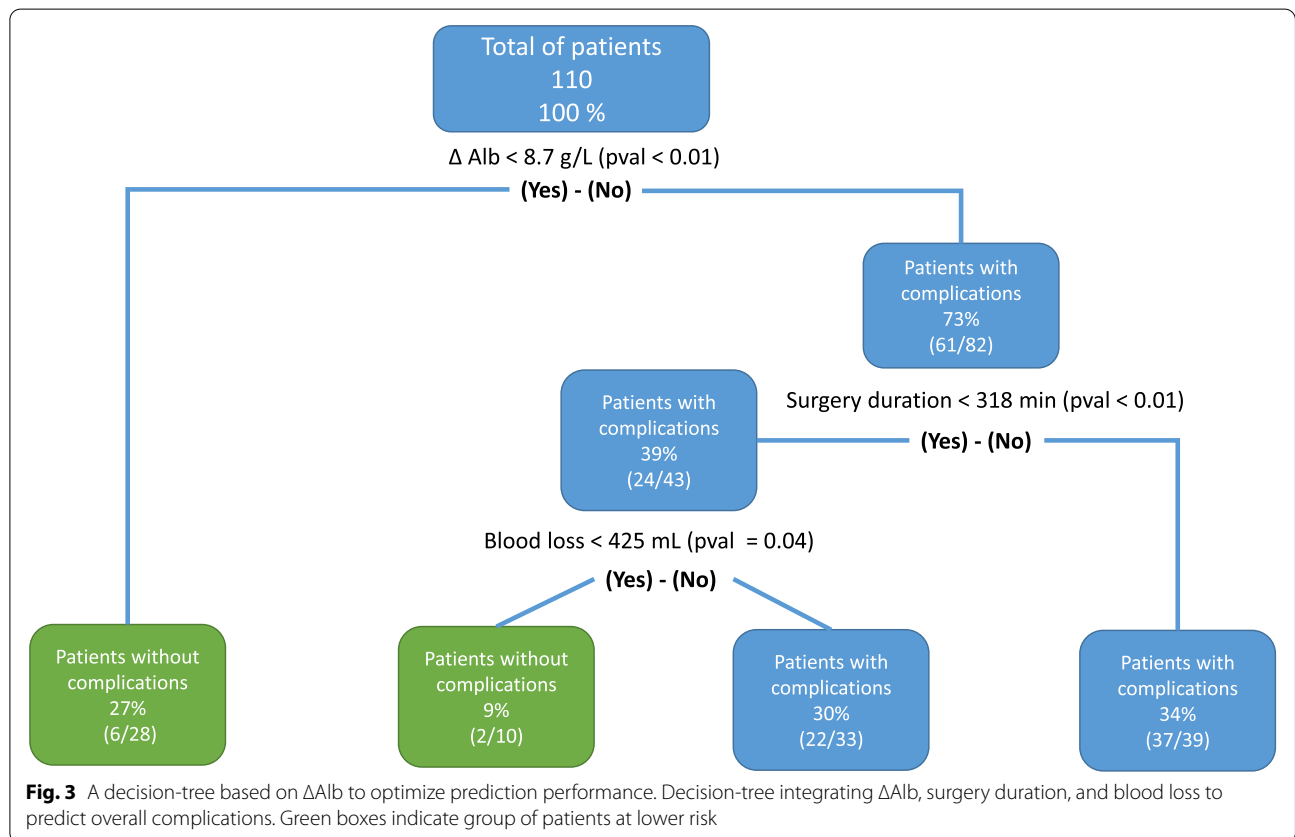 Total of patients
110
100 %
Δ Alb < 8.7 g/L (pval < 0.01)
(Yes) - (No)
Patients with
complications
73%
(61/82)
Surgery duration < 318 min (pval < 0.01)
(Yes) - (No)
Patients with
complications
39%
(24/43)
Blood loss < 425 mL (pval = 0.04)
(Yes) - (No)
Patients without
complications
27%
(6/28)
Patients without
complications
9%
(2/10)
Patients with
complications
30%
(22/33)
Patients with
complications
34%
(37/39)
Fig. 3 A decision-tree based on ΔAlb to optimize prediction performance. Decision-tree integrating ΔAlb, surgery duration, and blood loss to
predict overall complications. Green boxes indicate group of patients at lower risk